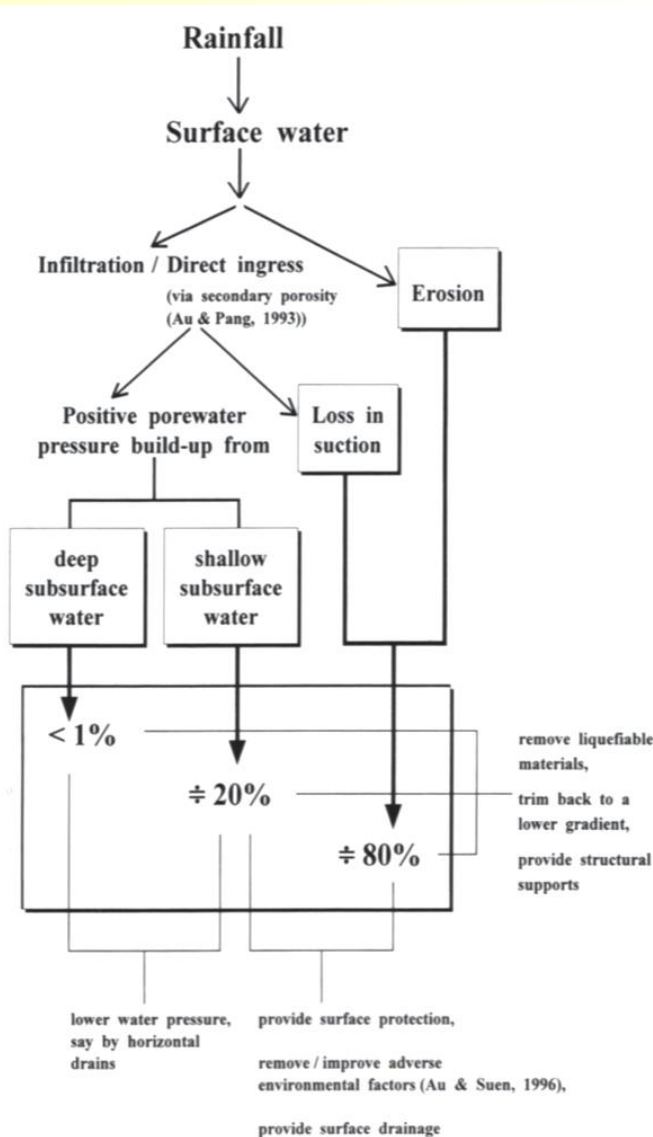 Rainfall
Surface water
Infiltration / Direct ingress
(via secondary porosity
(Au & Pang, 1993))
Erosion
Positive porewater
pressure build-up from
Loss in
suction
deep
subsurface
water
shallow
subsurface
water
< 1%
÷ 20%
÷ 80%
remove liquefiable
materials,
trim back to a
lower gradient,
provide structural
supports
lower water pressure,
say by horizontal
drains
provide surface protection,
remove / improve adverse
environmental factors (Au & Suen, 1996),
provide surface drainage